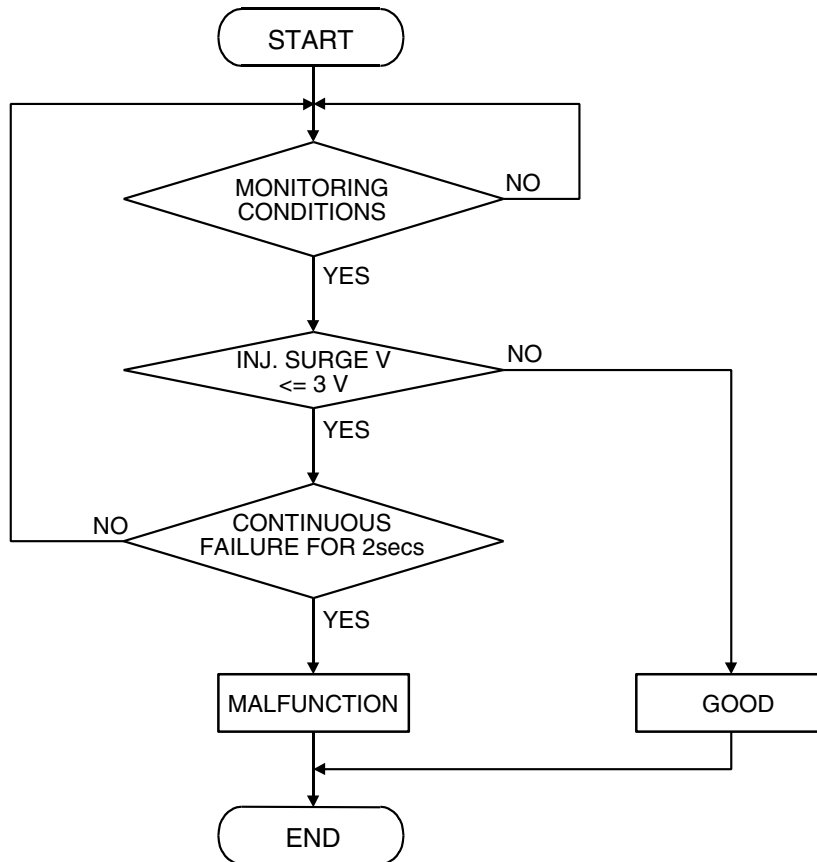 START
MONITORING
CONDITIONS
NO
YES
INJ. SURGE V
<= 3 V
NO
YES
NO
CONTINUOUS
FAILURE FOR 2secs
YES
MALFUNCTION
GOOD
END